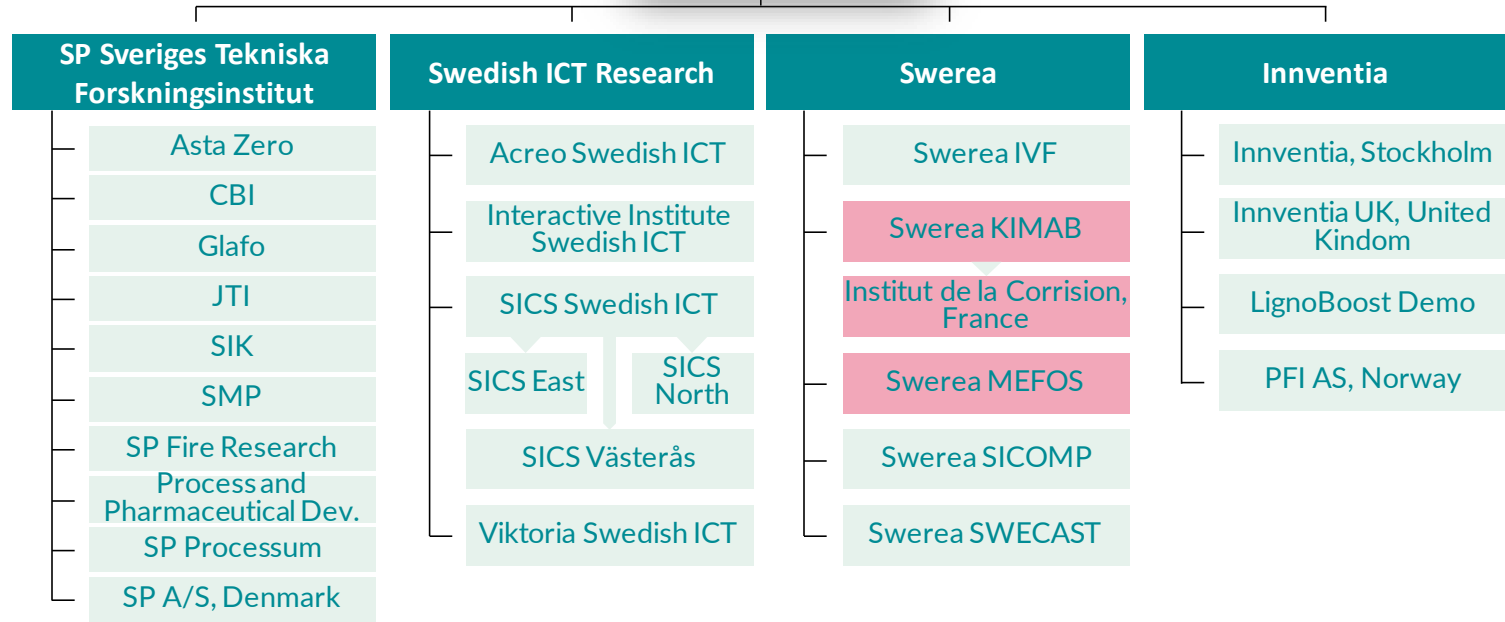 SP Sveriges Tekniska
Forskningsinstitut
Asta Zero
CBI
Glafo
JTI
SIK
SMP
SP Fire Research
Process and
Pharmaceutical Dev.
SP Processum
SP A/S, Denmark
Swedish ICT Research
Acreo Swedish ICT
Interactive Institute
Swedish ICT
SICS Swedish ICT
SICS East
SICS
North
SICS Västerås
Viktoria Swedish ICT
Swerea
Swerea IVF
Swerea KIMAB
Institut de la Corrision,
France
Swerea MEFOS
Swerea SICOMP
Swerea SWECAST
Innventia
Innventia, Stockholm
Innventia UK, United
Kindom
LignoBoost Demo
PFI AS, Norway